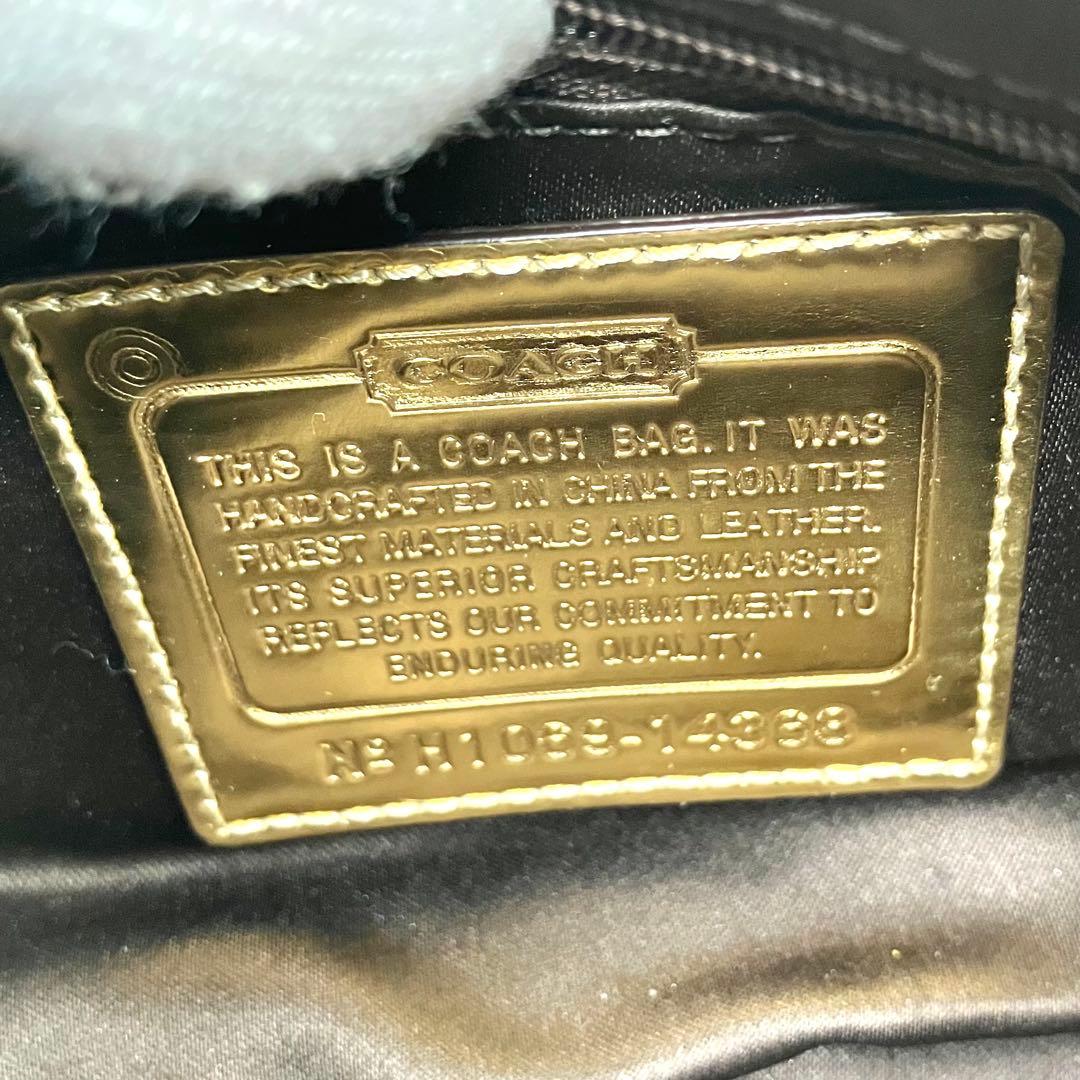 COACH
THIS IS A COACH BAG. IT WAS
HANDCRAFTED IN CHINA FROM THE
FINEST MATERIALS AND LEATHER.
ITS SUPERIOR CRAFTSMANSHIP
REFLECTS OUR COMMITMENT TO
ENDURING QUALITY.
Nº H1089-14368